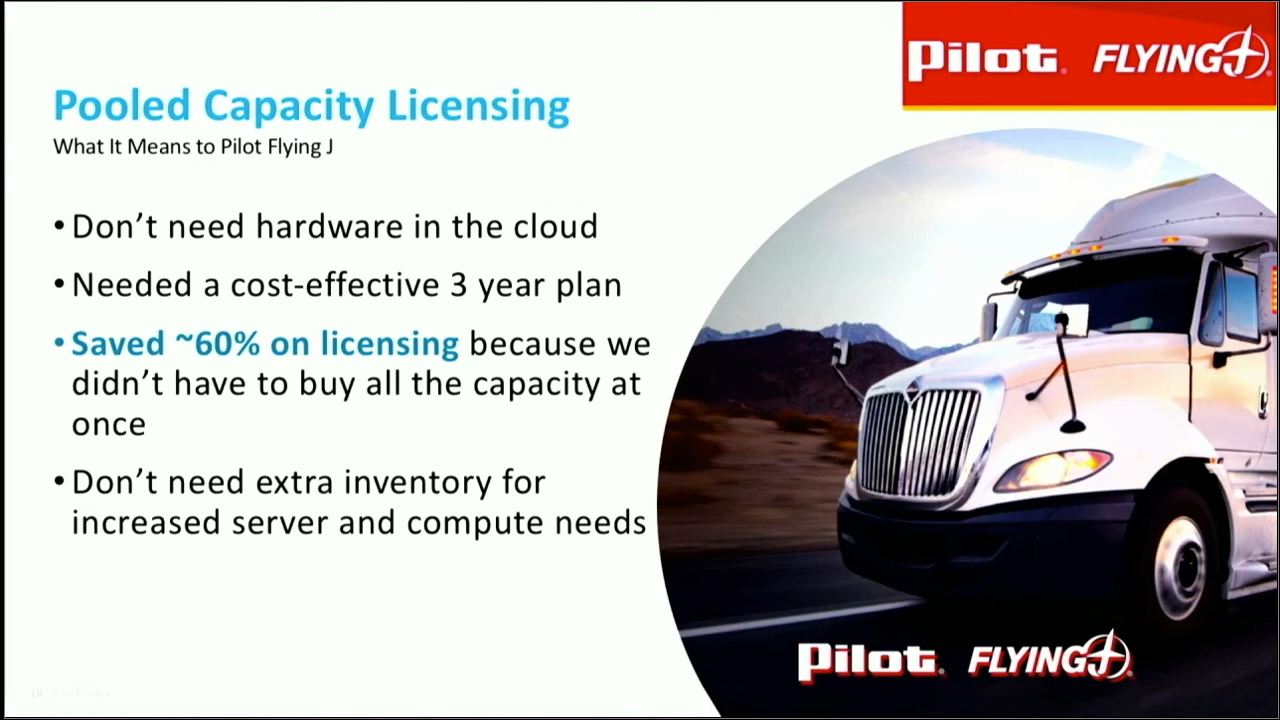 Pilot. FLYING J
Pooled Capacity Licensing
What It Means to Pilot Flying J
•Don't need hardware in the cloud
•Needed a cost-effective 3 year plan
•Saved ~60% on licensing because we
didn't have to buy all the capacity at
once
•Don't need extra inventory for
increased server and compute needs
Pilot. FLYING J
18